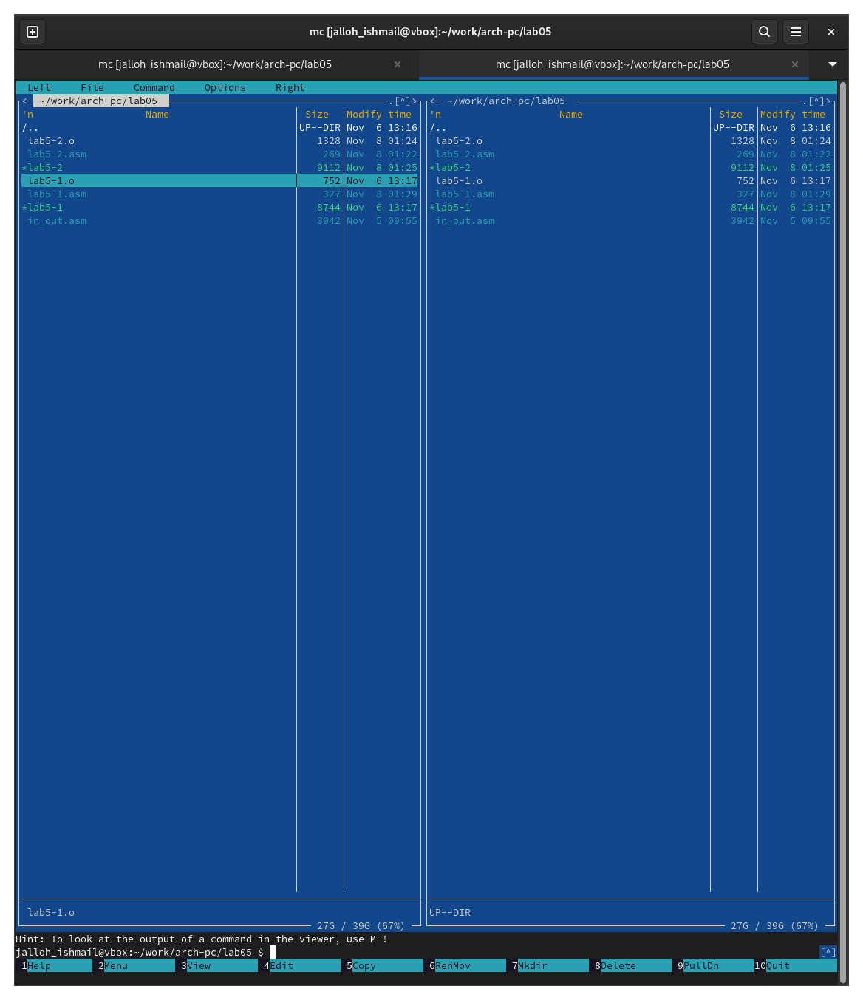 mc [jalloh_ishmail@vbox]:~/work/arch-pc/lab05
mc [jalloh_ishmail@vbox]:~/work/arch-pc/lab05 × mc [jalloh_ishmail@vbox]:~/work/arch-pc/lab05 ×
Left File Command Options Right
<─ ~/work/arch-pc/lab05 ─.[^]> <─ ~/work/arch-pc/lab05 ─.[^]>
'n Name Size Modify time 'n Name Size Modify time
/.. UP--DIR Nov 6 13:16 /.. UP--DIR Nov 6 13:16
lab5-2.o 1328 Nov 8 01:24 lab5-2.o 1328 Nov 8 01:24
lab5-2.asm 269 Nov 8 01:22 lab5-2.asm 269 Nov 8 01:22
*lab5-2 9112 Nov 8 01:25 *lab5-2 9112 Nov 8 01:25
lab5-1.o 752 Nov 6 13:17 lab5-1.o 752 Nov 6 13:17
lab5-1.asm 327 Nov 8 01:29 lab5-1.asm 327 Nov 8 01:29
*lab5-1 8744 Nov 6 13:17 *lab5-1 8744 Nov 6 13:17
in_out.asm 3942 Nov 5 09:55 in_out.asm 3942 Nov 5 09:55
lab5-1.o UP--DIR
27G / 39G (67%) 27G / 39G (67%)
Hint: To look at the output of a command in the viewer, use M-!
jalloh_ishmail@vbox:~/work/arch-pc/lab05 $ [^]
1Help 2Menu 3View 4Edit 5Copy 6RenMov 7Mkdir 8Delete 9PullDn 10Quit